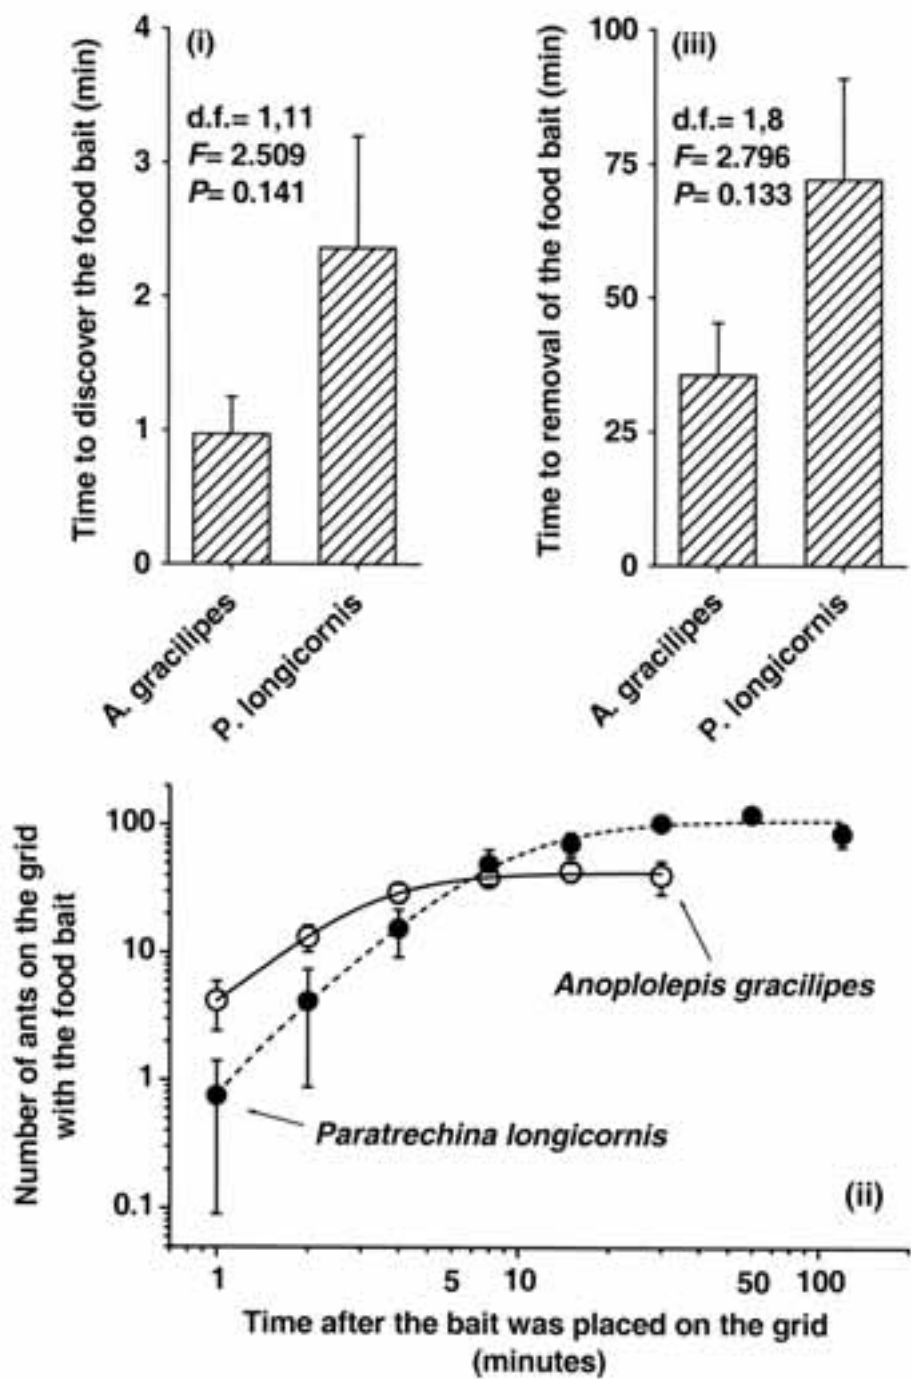 (i)
Time to discover the food bait (min)
4
3
2
1
0
d.f.= 1,11
F= 2.509
P= 0.141
A. gracilipes
P. longicornis
(iii)
Time to removal of the food bait (min)
100
75
50
25
0
d.f.= 1,8
F= 2.796
P= 0.133
A. gracilipes
P. longicornis
Number of ants on the grid
with the food bait
100
10
1
0.1
Anoplolepis gracilipes
Paratrechina longicornis
(ii)
1
5
10
50
100
Time after the bait was placed on the grid
(minutes)